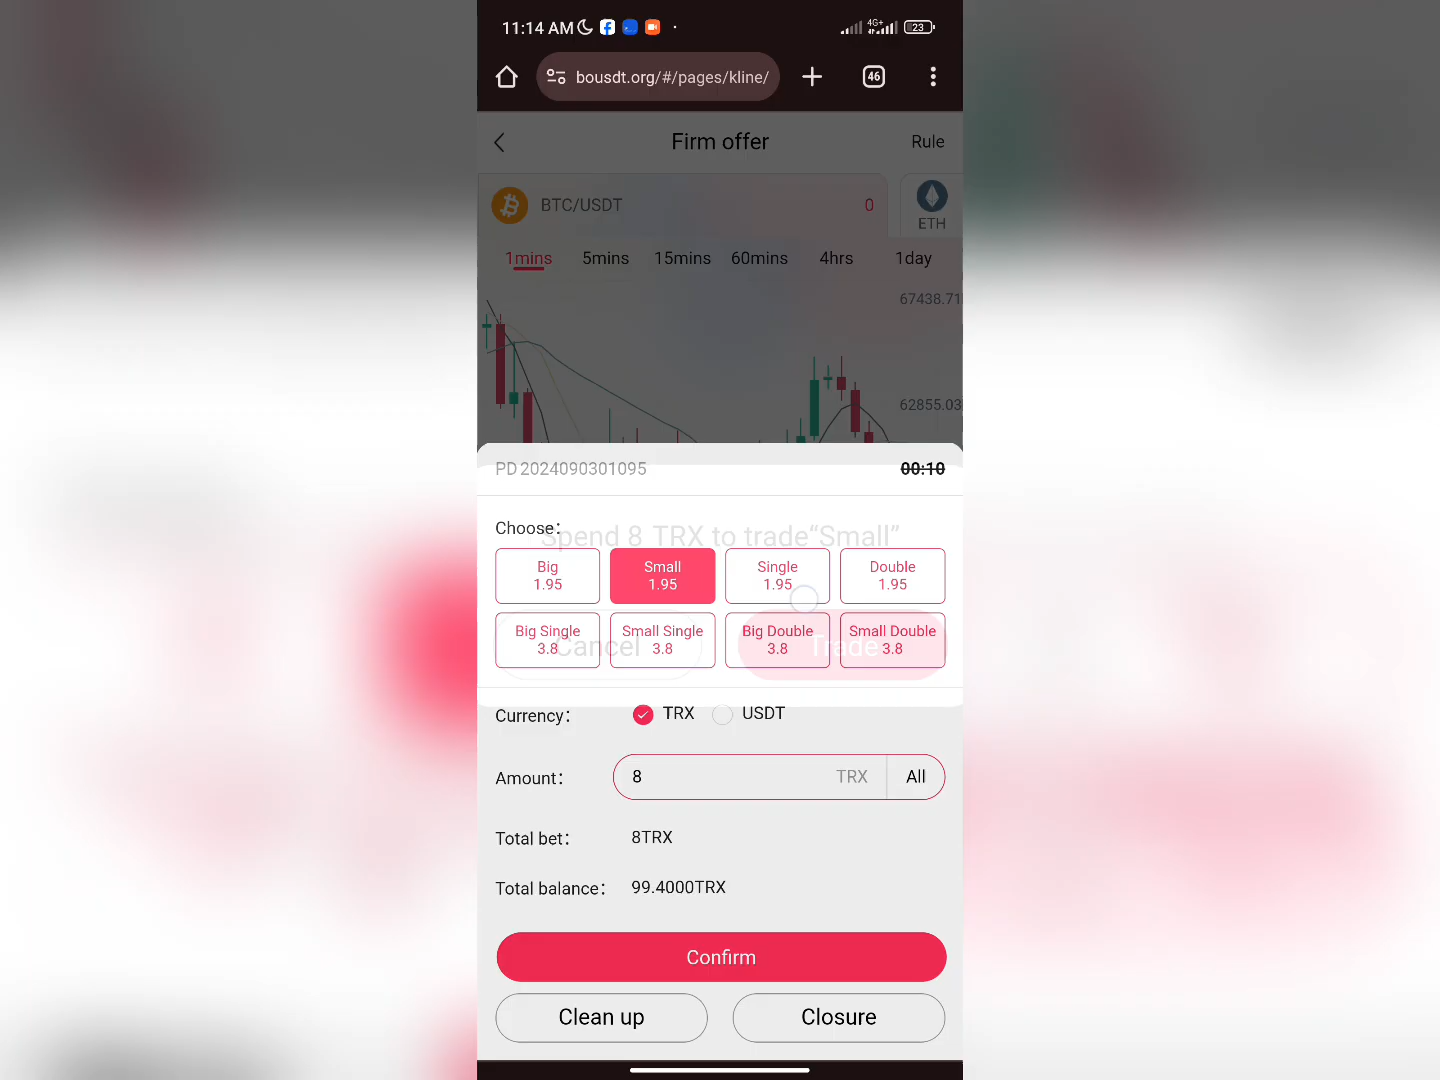 11:14 AM
4G+
23
bousdt.org/#/pages/kline/
46
Firm offer
Rule
BTC/USDT
0
ETH
1mins 5mins 15mins 60mins 4hrs 1day
67438.71
62855.03
PD2024090301095
00:10
Choose:
Spend 8 TRX to trade“Small”
Big
1.95
Small
1.95
Single
1.95
Double
1.95
Big Single
3.8
Small Single
3.8
Big Double
3.8
Small Double
3.8
Cancel
Trade
Currency:
TRX
USDT
Amount:
8
TRX
All
Total bet:
8TRX
Total balance:
99.4000TRX
Confirm
Clean up
Closure